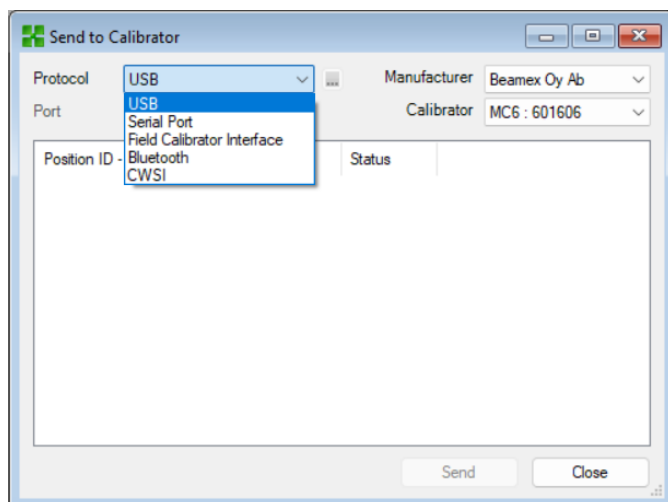 Send to Calibrator
Protocol USB ... Manufacturer Beamex Oy Ab
USB
Port Calibrator MC6 : 601606
Serial Port
Field Calibrator Interface
Position ID - Bluetooth Status
CWSI
Send Close